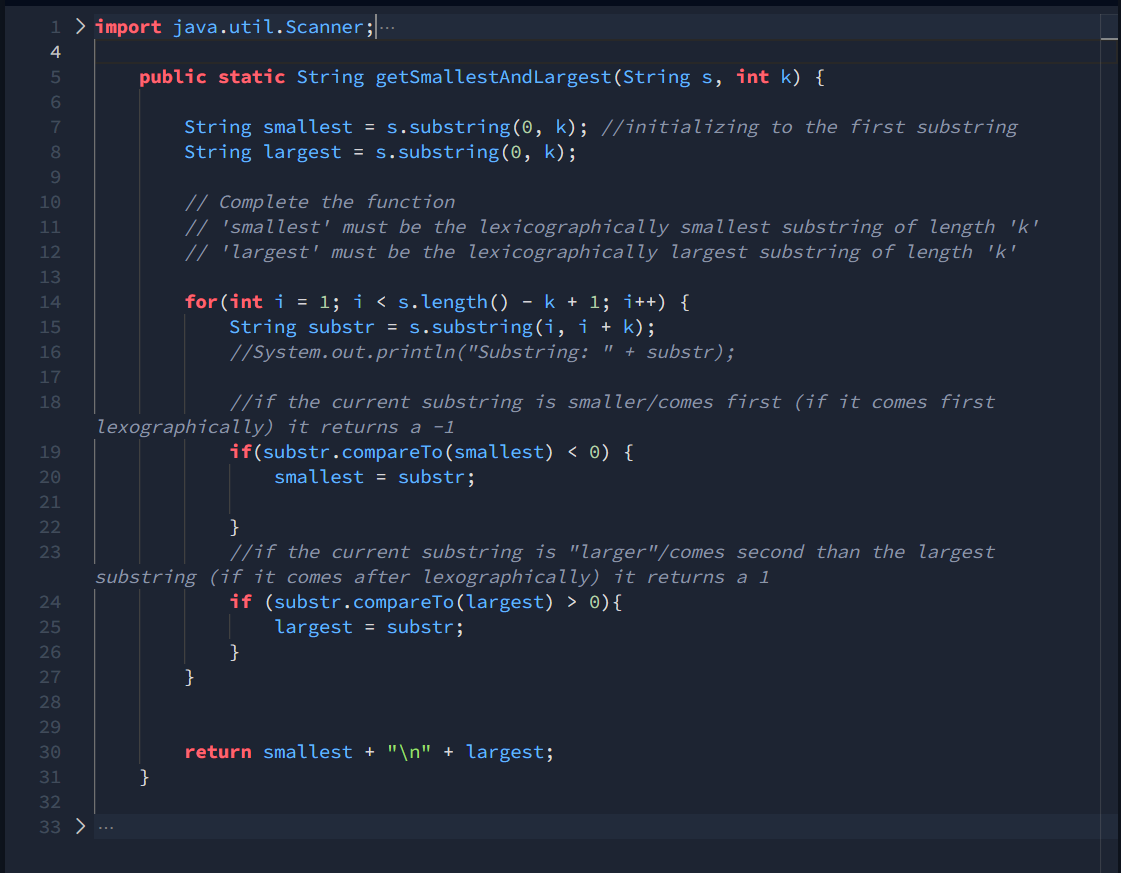 1 import java.util.Scanner;···
4
5 public static String getSmallestAndLargest(String s, int k) {
6
7 String smallest = s.substring(0, k); //initializing to the first substring
8 String largest = s.substring(0, k);
9
10 // Complete the function
11 // 'smallest' must be the lexicographically smallest substring of length 'k'
12 // 'largest' must be the lexicographically largest substring of length 'k'
13
14 for(int i = 1; i < s.length() - k + 1; i++) {
15 String substr = s.substring(i, i + k);
16 //System.out.println("Substring: " + substr);
17
18 //if the current substring is smaller/comes first (if it comes first
lexographically) it returns a -1
19 if(substr.compareTo(smallest) < 0) {
20 smallest = substr;
21
22 }
23 //if the current substring is "larger"/comes second than the largest
substring (if it comes after lexographically) it returns a 1
24 if (substr.compareTo(largest) > 0){
25 largest = substr;
26 }
27 }
28
29
30 return smallest + "\n" + largest;
31 }
32
33 ···